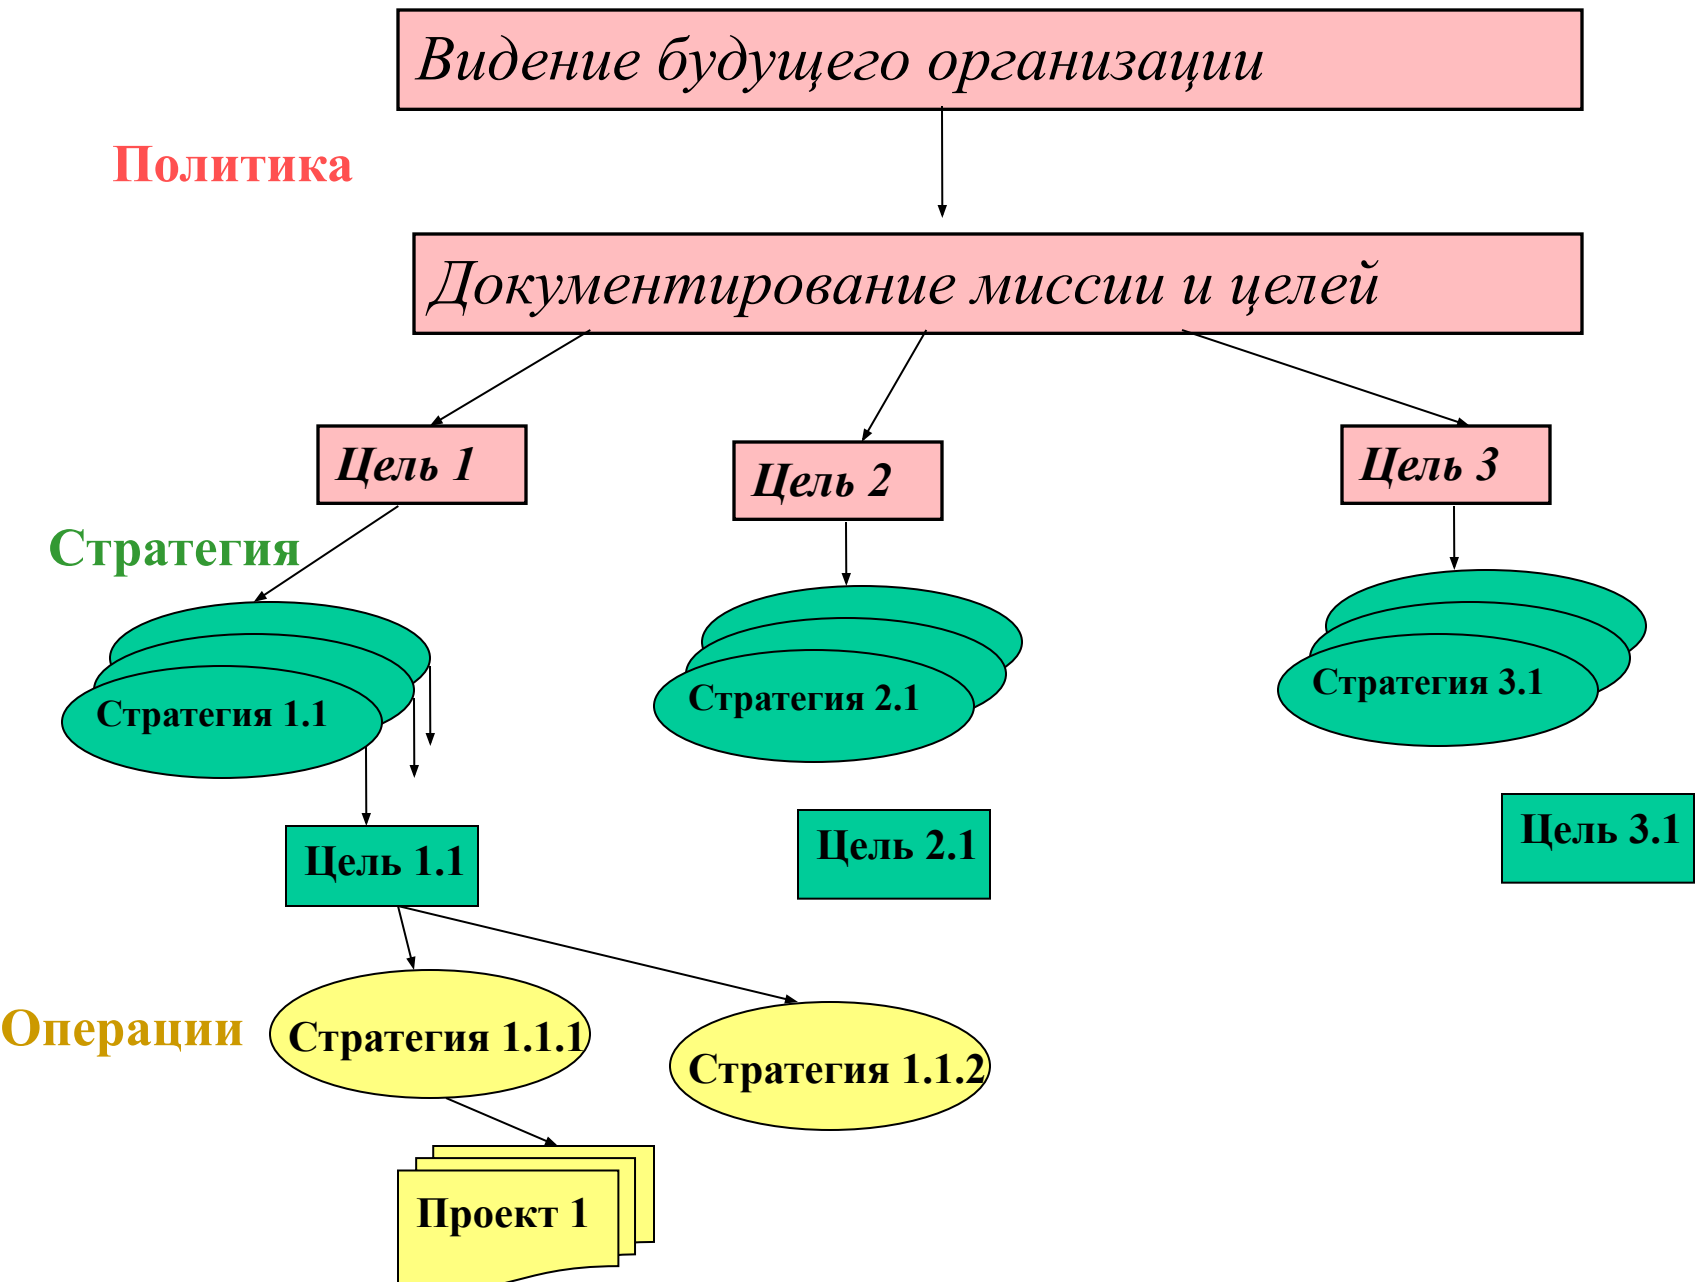 Видение будущего организации
Политика
Документирование миссии и целей
Цель 1
Цель 2
Цель 3
Стратегия
Стратегия 1.1
Стратегия 2.1
Стратегия 3.1
Цель 1.1
Цель 2.1
Цель 3.1
Операции
Стратегия 1.1.1
Стратегия 1.1.2
Проект 1